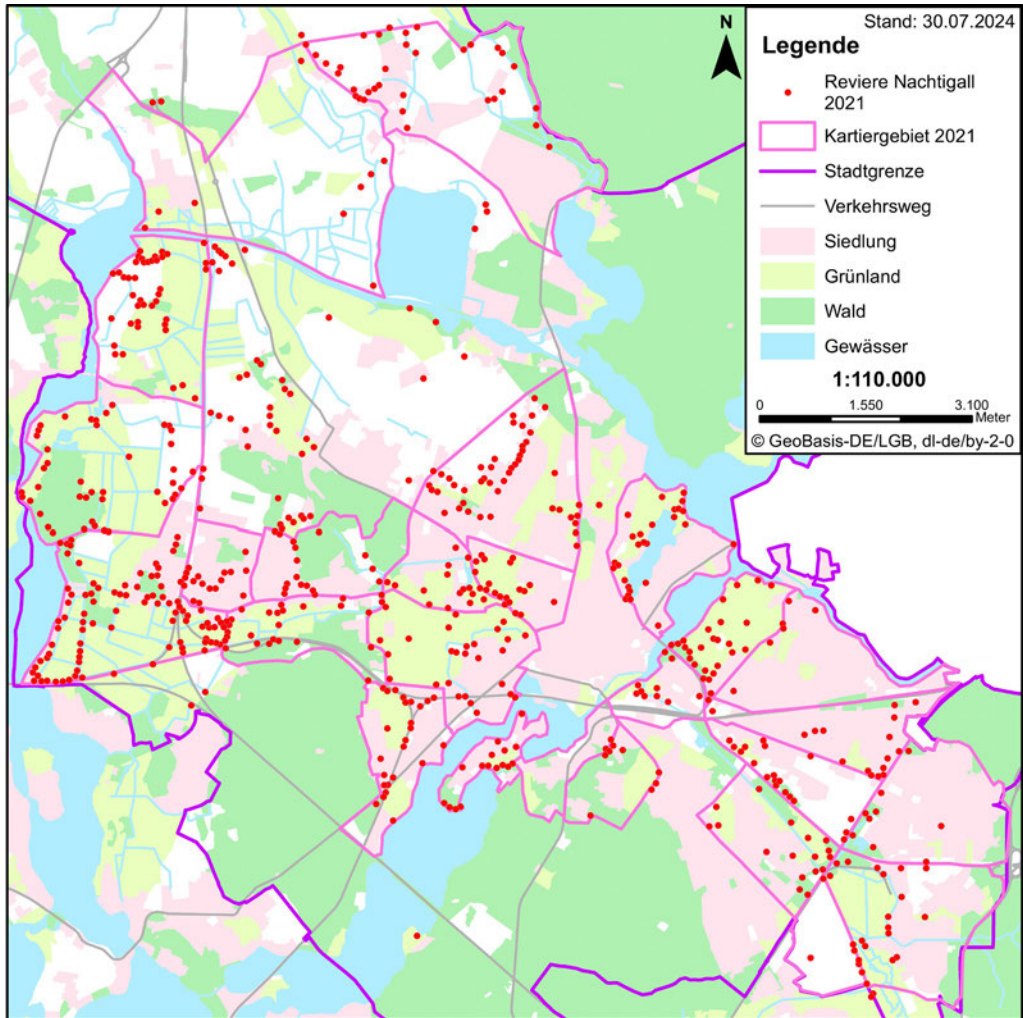 N
Stand: 30.07.2024
Legende
Reviere Nachtigall
2021
Kartiergebiet 2021
Stadtgrenze
Verkehrsweg
Siedlung
Grünland
Wald
Gewässer
1:110.000
0 1.550 3.100
Meter
© GeoBasis-DE/LGB, dl-de/by-2-0